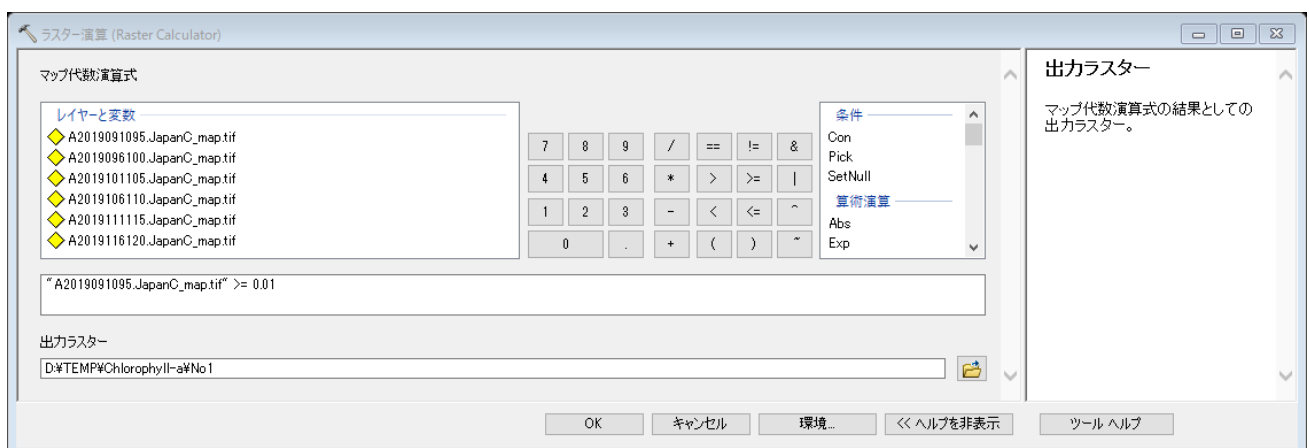 ラスター演算 (Raster Calculator)
マップ代数演算式
レイヤーと変数
A2019091095.JapanC_map.tif
A2019096100.JapanC_map.tif
A2019101105.JapanC_map.tif
A2019106110.JapanC_map.tif
A2019111115.JapanC_map.tif
A2019116120.JapanC_map.tif
7 8 9 / == != &
4 5 6 * > >= |
1 2 3 - < <= ^
0 . + ( ) ~
条件
Con
Pick
SetNull
算術演算
Abs
Exp
"A2019091095.JapanC_map.tif" >= 0.01
出力ラスター
D:¥TEMP¥Chlorophyll-a¥No1
OK キャンセル 環境... << ヘルプを非表示
出力ラスター
マップ代数演算式の結果としての
出力ラスター。
ツール ヘルプ